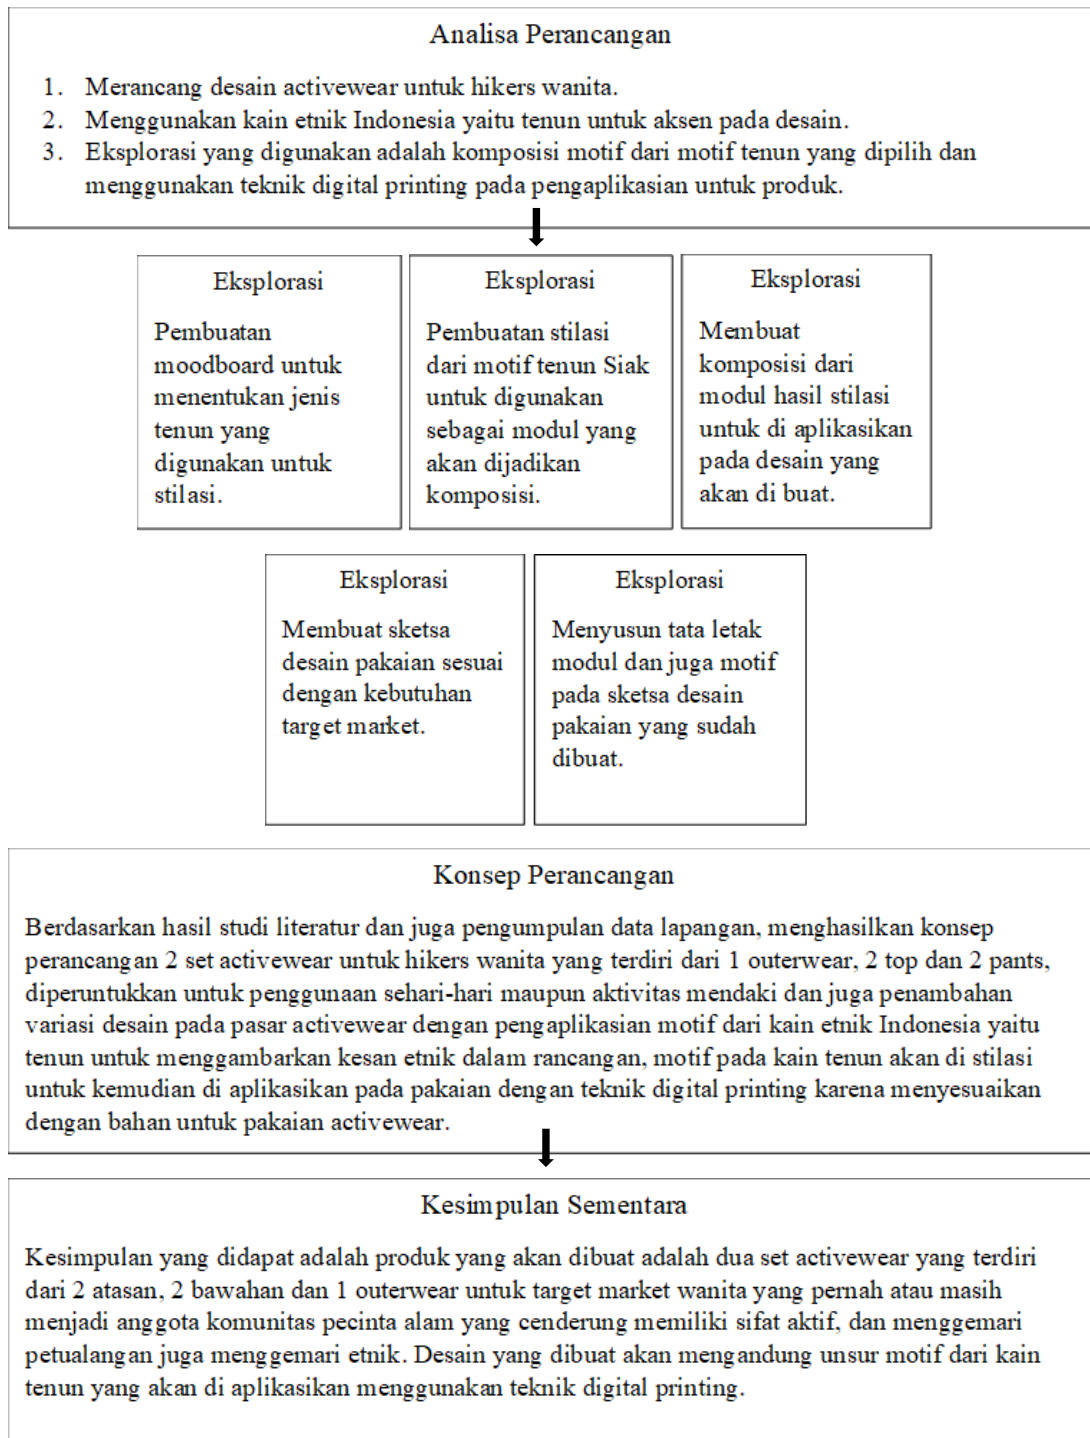 Analisa Perancangan
1. Merancang desain activewear untuk hikers wanita.
2. Menggunakan kain etnik Indonesia yaitu tenun untuk aksen pada desain.
3. Eksplorasi yang digunakan adalah komposisi motif dari motif tenun yang dipilih dan
menggunakan teknik digital printing pada pengaplikasian untuk produk.
Eksplorasi
Pembuatan
moodboard untuk
menentukan jenis
tenun yang
digunakan untuk
stilasi.
Eksplorasi
Pembuatan stilasi
dari motif tenun Siak
untuk digunakan
sebagai modul yang
akan dijadikan
komposisi.
Eksplorasi
Membuat
komposisi dari
modul hasil stilasi
untuk di aplikasikan
pada desain yang
akan di buat.
Eksplorasi
Membuat sketsa
desain pakaian sesuai
dengan kebutuhan
target market.
Eksplorasi
Menyusun tata letak
modul dan juga motif
pada sketsa desain
pakaian yang sudah
dibuat.
Konsep Perancangan
Berdasarkan hasil studi literatur dan juga pengumpulan data lapangan, menghasilkan konsep
perancangan 2 set activewear untuk hikers wanita yang terdiri dari 1 outerwear, 2 top dan 2 pants,
diperuntukkan untuk penggunaan sehari-hari maupun aktivitas mendaki dan juga penambahan
variasi desain pada pasar activewear dengan pengaplikasian motif dari kain etnik Indonesia yaitu
tenun untuk menggambarkan kesan etnik dalam rancangan, motif pada kain tenun akan di stilasi
untuk kemudian di aplikasikan pada pakaian dengan teknik digital printing karena menyesuaikan
dengan bahan untuk pakaian activewear.
Kesimpulan Sementara
Kesimpulan yang didapat adalah produk yang akan dibuat adalah dua set activewear yang terdiri
dari 2 atasan, 2 bawahan dan 1 outerwear untuk target market wanita yang pernah atau masih
menjadi anggota komunitas pecinta alam yang cenderung memiliki sifat aktif, dan menggemari
petualangan juga menggemari etnik. Desain yang dibuat akan mengandung unsur motif dari kain
tenun yang akan di aplikasikan menggunakan teknik digital printing.